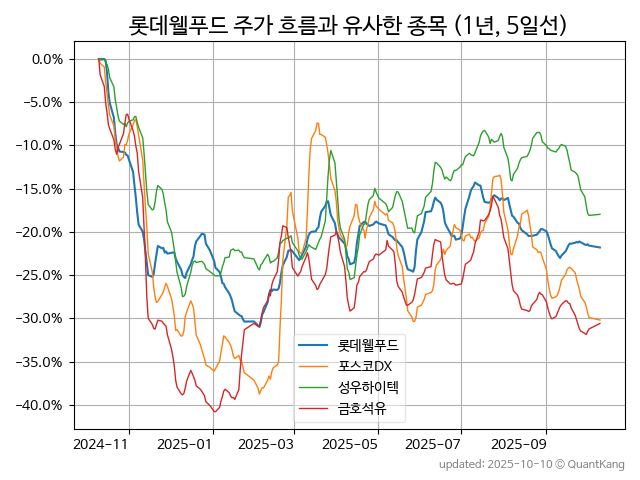 롯데웰푸드 주가 흐름과 유사한 종목 (1년, 5일선)
0.0%
−5.0%
−10.0%
−15.0%
−20.0%
−25.0%
−30.0%
−35.0%
−40.0%
롯데웰푸드
포스코DX
성우하이텍
금호석유
2024-11 2025-01 2025-03 2025-05 2025-07 2025-09
updated: 2025-10-10 © QuantKang